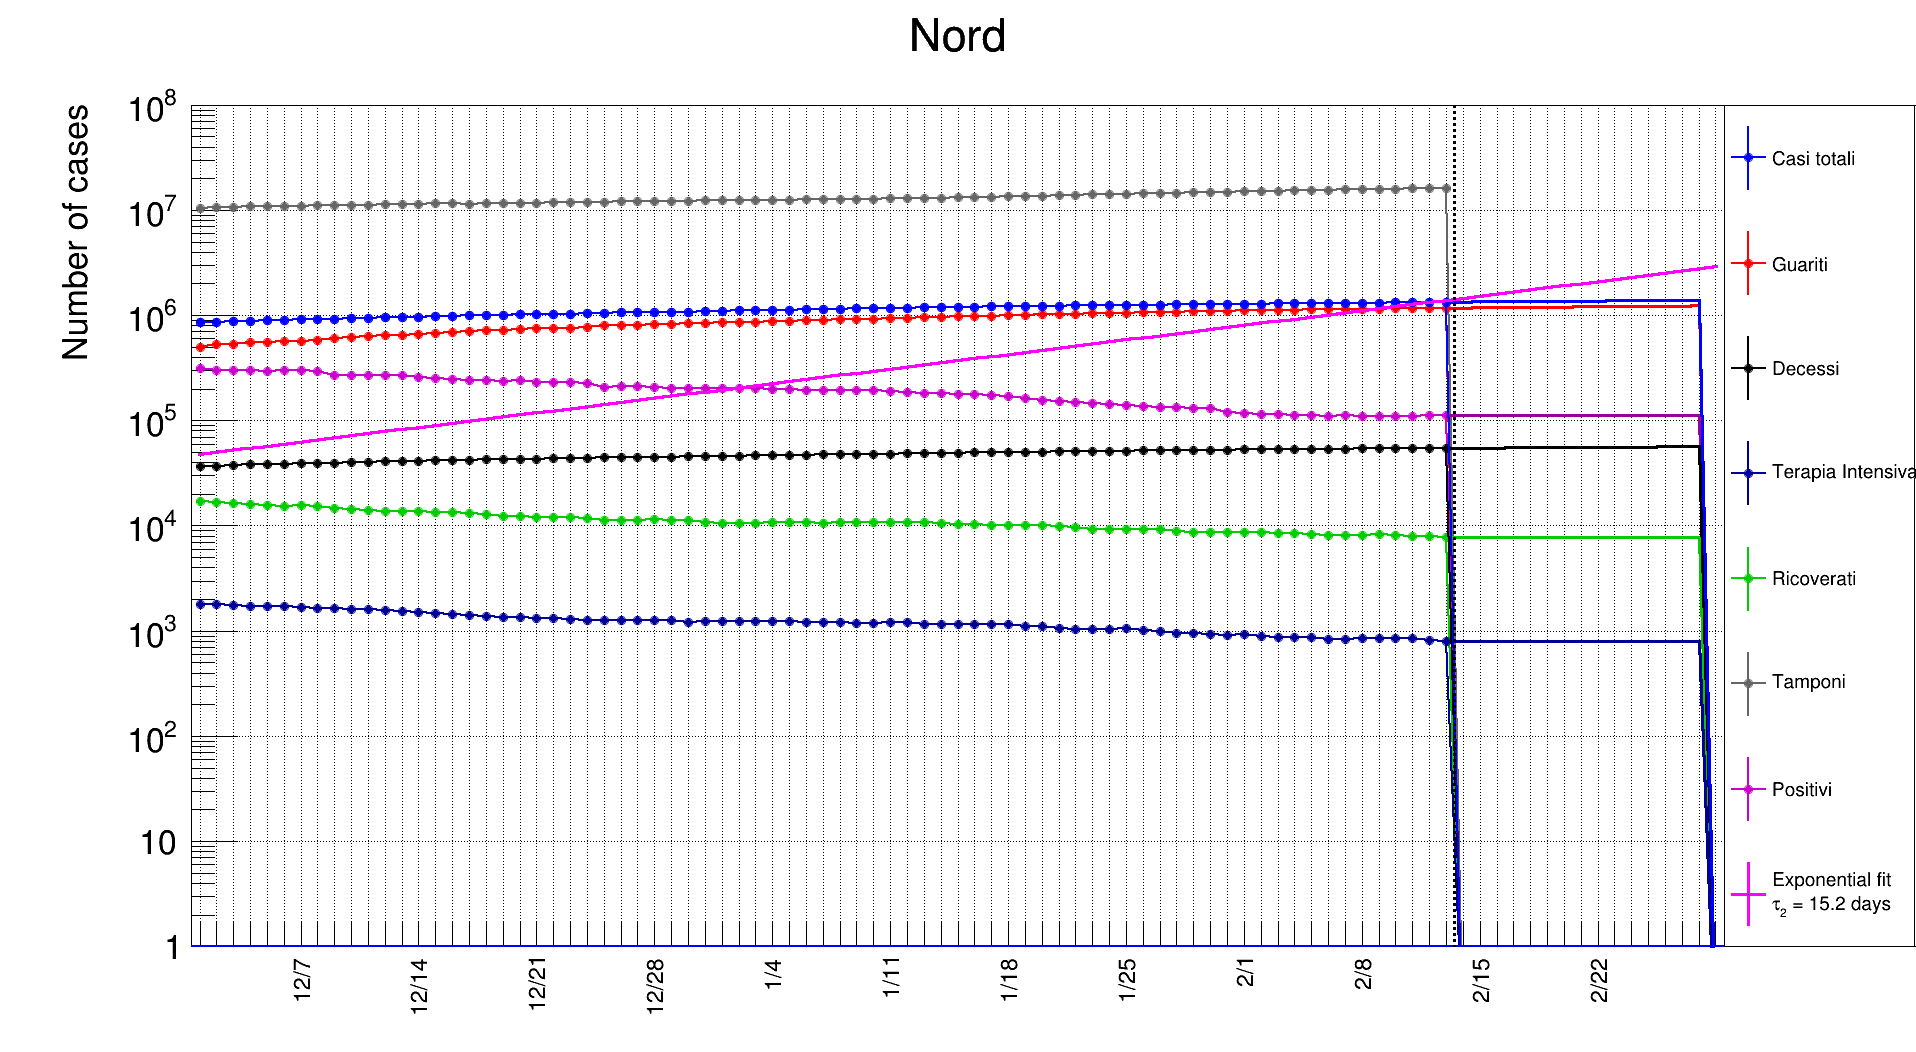 Nord
Number of cases
10^8
10^7
10^6
10^5
10^4
10^3
10^2
10
1
12/7
12/14
12/21
12/28
1/4
1/11
1/18
1/25
2/1
2/8
2/15
2/22
Casi totali
Guariti
Decessi
Terapia Intensiva
Ricoverati
Tamponi
Positivi
Exponential fit
τ_2 = 15.2 days